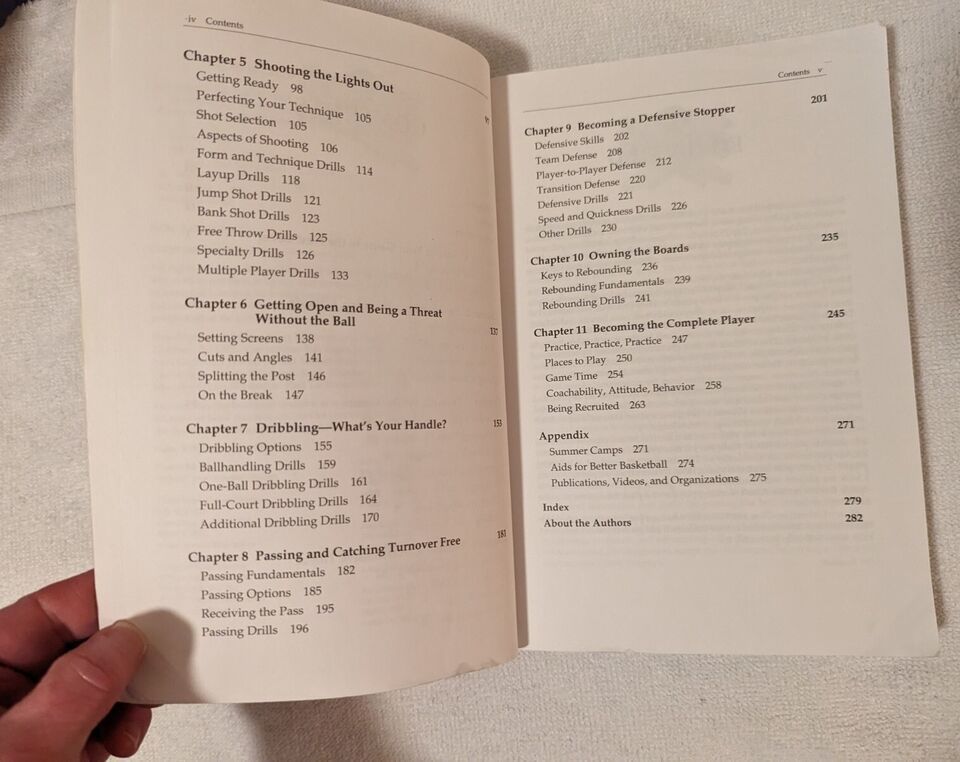 iv Contents
Chapter 5 Shooting the Lights Out 97
Getting Ready 98
Perfecting Your Technique 105
Shot Selection 105
Aspects of Shooting 106
Form and Technique Drills 114
Layup Drills 118
Jump Shot Drills 121
Bank Shot Drills 123
Free Throw Drills 125
Specialty Drills 126
Multiple Player Drills 133
Chapter 6 Getting Open and Being a Threat
Without the Ball 137
Setting Screens 138
Cuts and Angles 141
Splitting the Post 146
On the Break 147
Chapter 7 Dribbling—What's Your Handle? 153
Dribbling Options 155
Ballhandling Drills 159
One-Ball Dribbling Drills 161
Full-Court Dribbling Drills 164
Additional Dribbling Drills 170
Chapter 8 Passing and Catching Turnover Free 181
Passing Fundamentals 182
Passing Options 185
Receiving the Pass 195
Passing Drills 196
Contents v
Chapter 9 Becoming a Defensive Stopper 201
Defensive Skills 202
Team Defense 208
Player-to-Player Defense 212
Transition Defense 220
Defensive Drills 221
Speed and Quickness Drills 226
Other Drills 230
Chapter 10 Owning the Boards 235
Keys to Rebounding 236
Rebounding Fundamentals 239
Rebounding Drills 241
Chapter 11 Becoming the Complete Player 245
Practice, Practice, Practice 247
Places to Play 250
Game Time 254
Coachability, Attitude, Behavior 258
Being Recruited 263
Appendix 271
Summer Camps 271
Aids for Better Basketball 274
Publications, Videos, and Organizations 275
Index 279
About the Authors 282